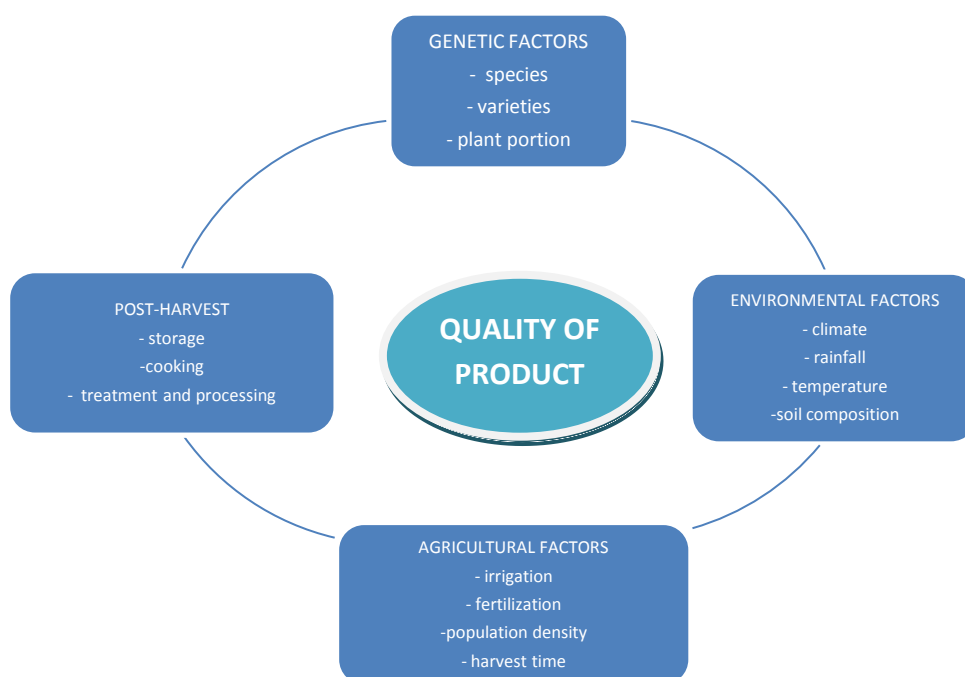 GENETIC FACTORS
- species
- varieties
- plant portion
POST-HARVEST
- storage
-cooking
- treatment and processing
QUALITY OF
PRODUCT
ENVIRONMENTAL FACTORS
- climate
- rainfall
- temperature
-soil composition
AGRICULTURAL FACTORS
- irrigation
- fertilization
-population density
- harvest time